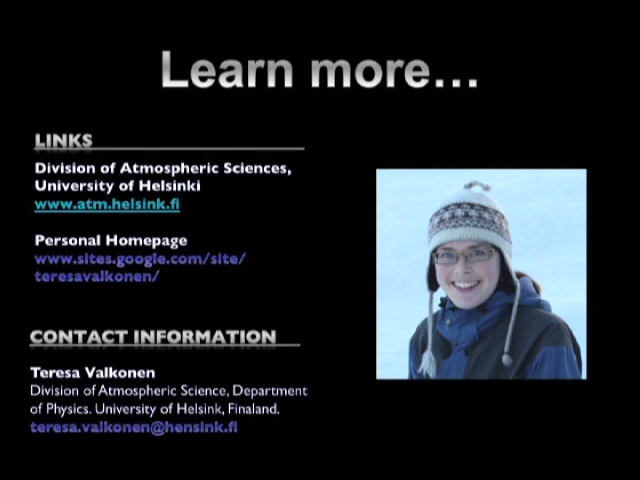 Learn more...
LINKS
Division of Atmospheric Sciences,
University of Helsinki
www.atm.helsink.fi
Personal Homepage
www.sites.google.com/site/
teresavalkonen/
CONTACT INFORMATION
Teresa Valkonen
Division of Atmospheric Science, Department
of Physics. University of Helsink, Finaland.
teresa.valkonen@hensink.fi